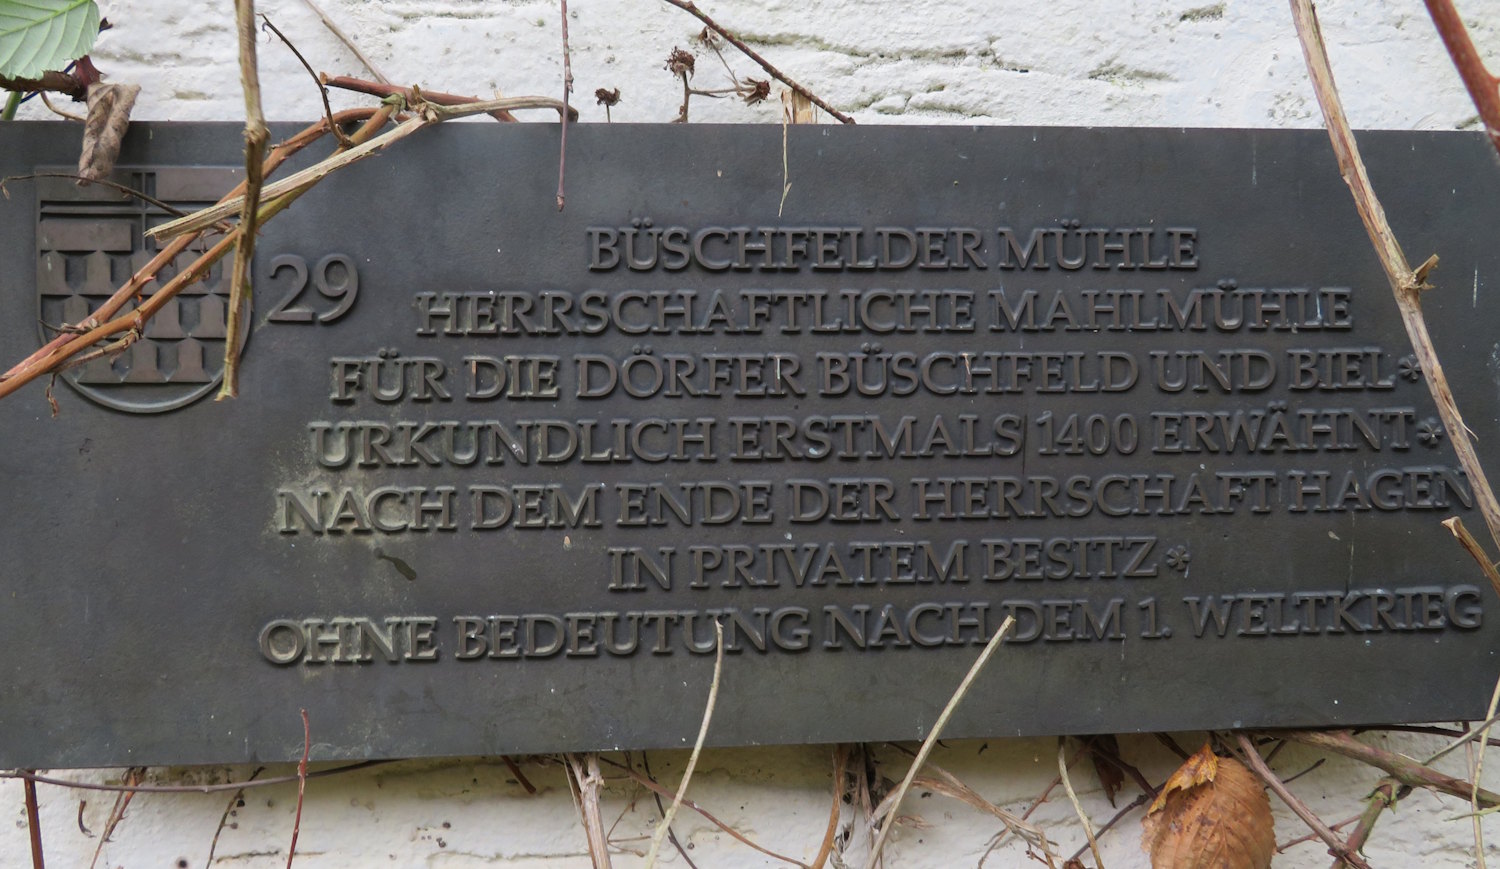 29
BÜSCHFELDER MÜHLE
HERRSCHAFTLICHE MAHLMÜHLE
FÜR DIE DÖRFER BÜSCHFELD UND BIEL*
URKUNDLICH ERSTMALS 1400 ERWÄHNT*
NACH DEM ENDE DER HERRSCHAFT HAGEN
IN PRIVATEM BESITZ*
OHNE BEDEUTUNG NACH DEM 1. WELTKRIEG